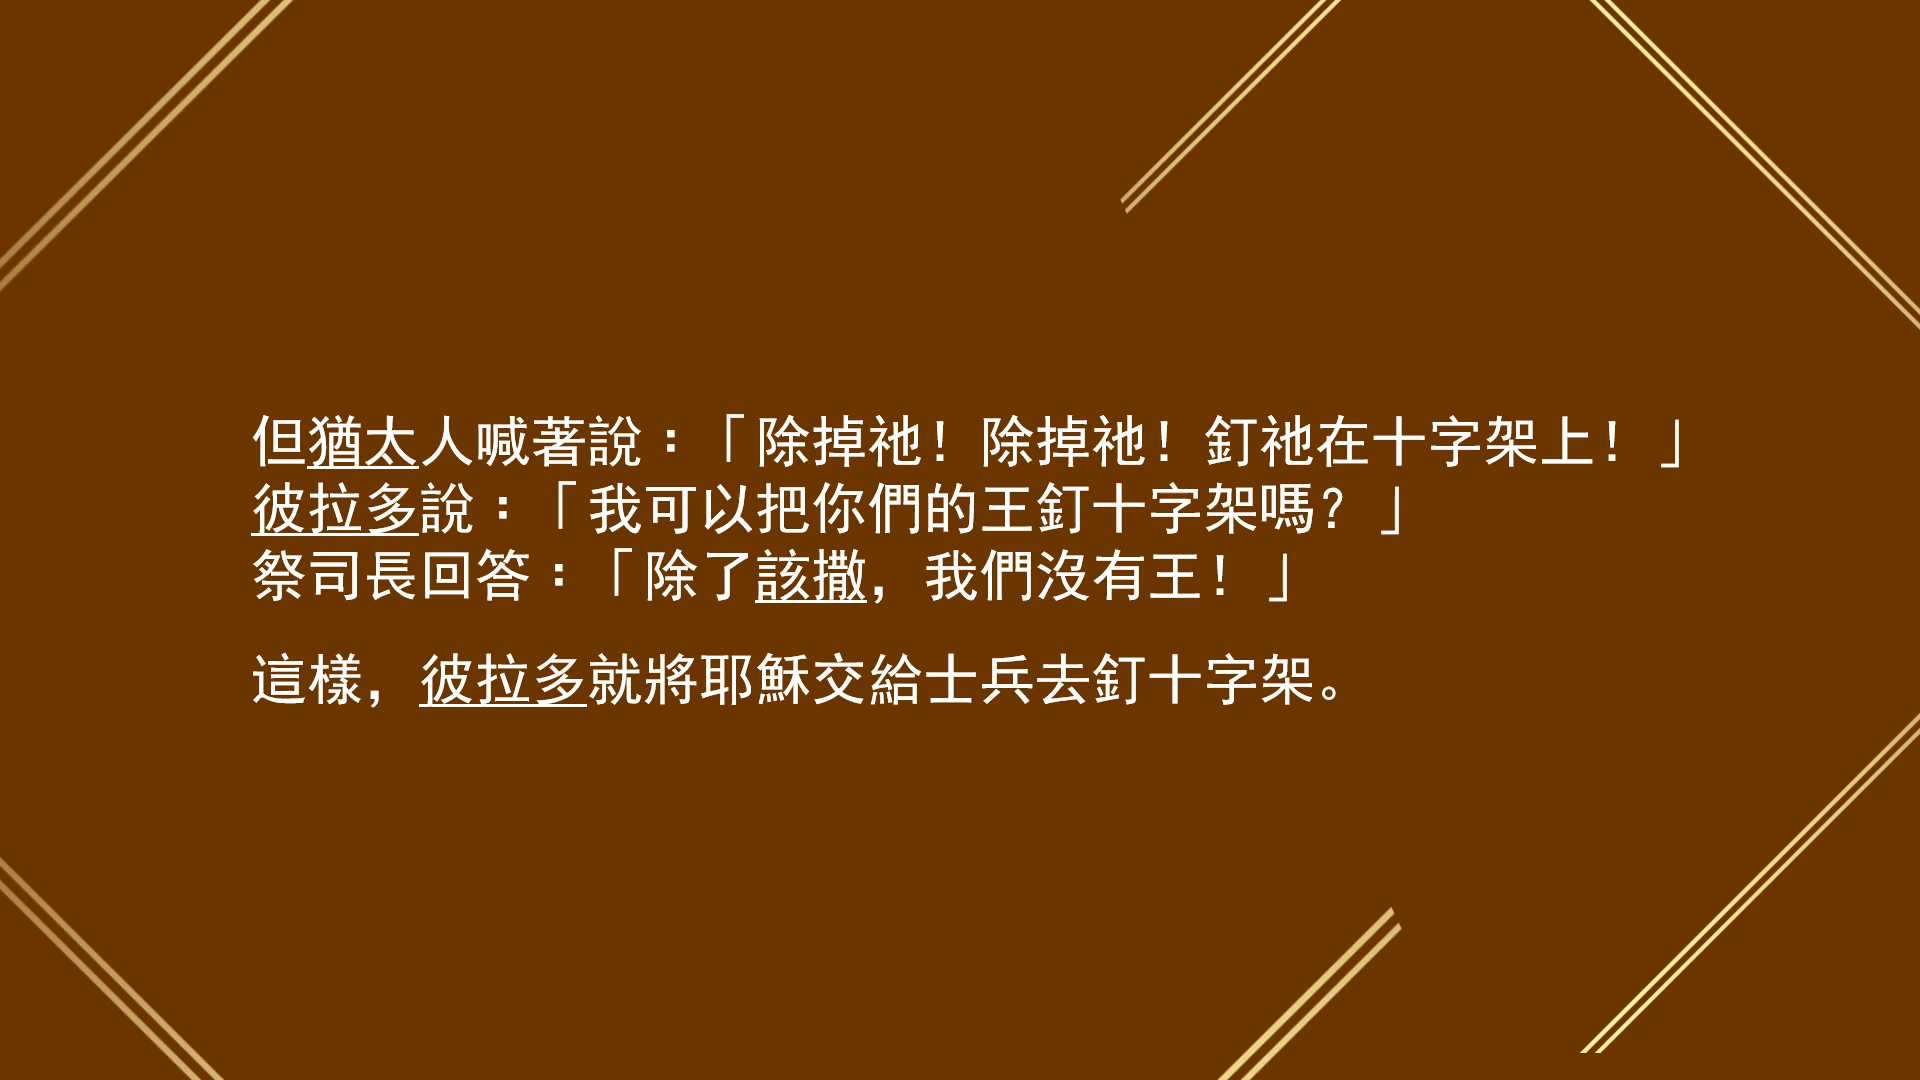 但猶太人喊著說：「除掉祂！除掉祂！釘祂在十字架上！」
彼拉多說：「我可以把你們的王釘十字架嗎？」
祭司長回答：「除了該撒，我們沒有王！」
這樣，彼拉多就將耶穌交給士兵去釘十字架。